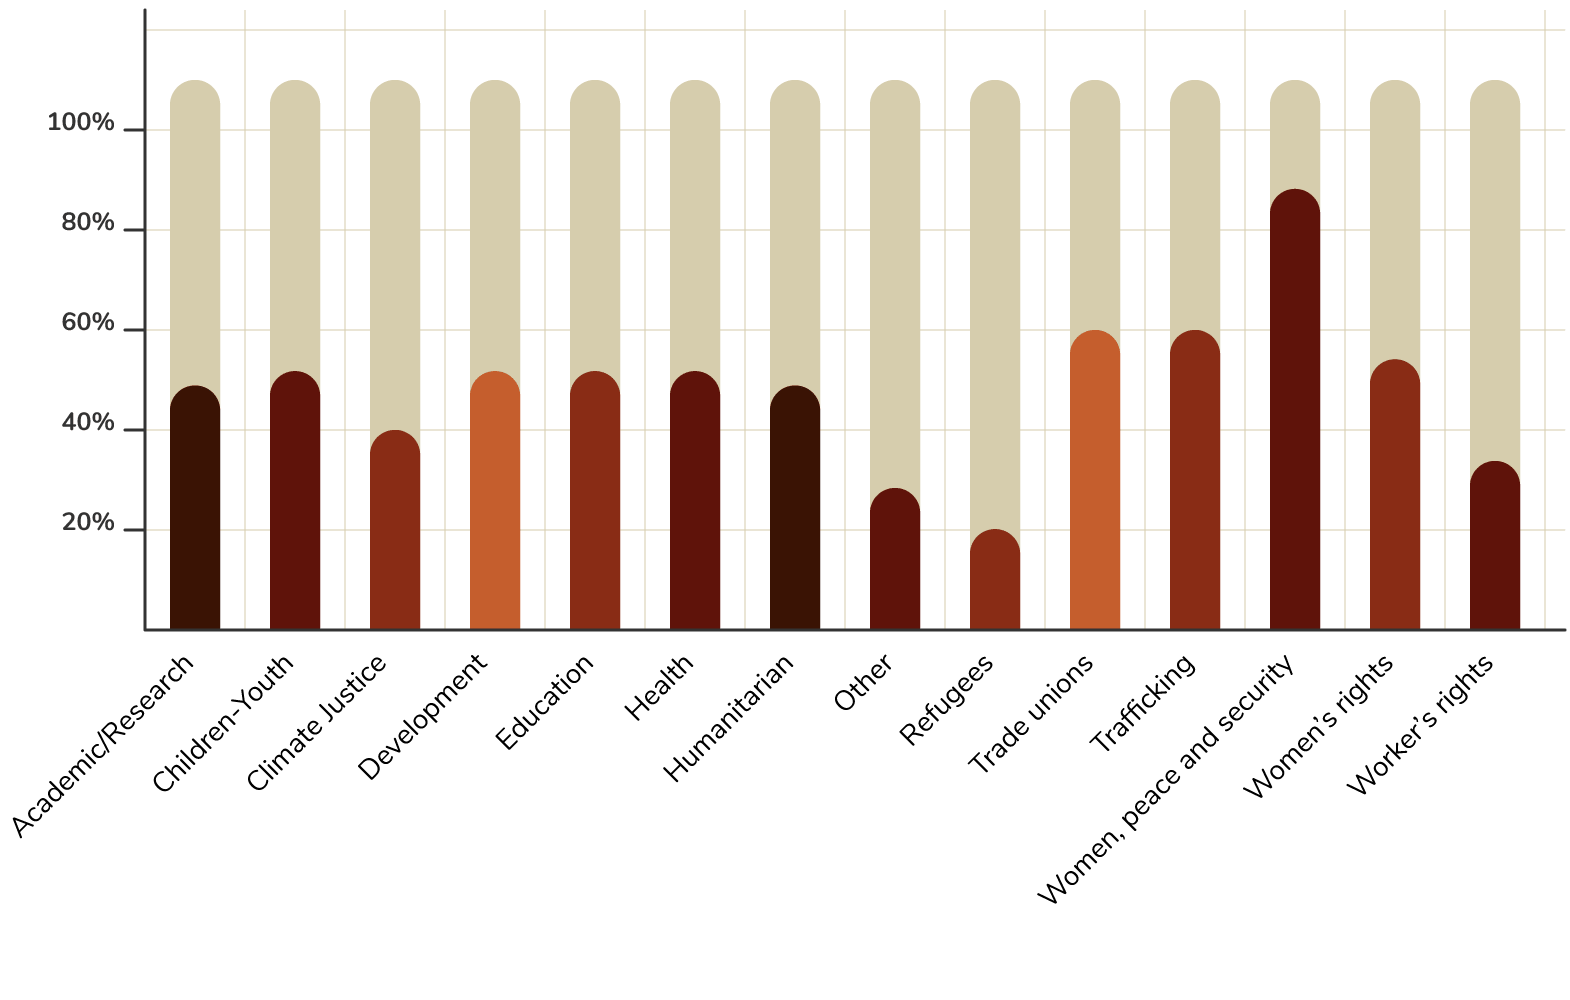 100%
80%
60%
40%
20%
Academic/Research
Children-Youth
Climate Justice
Development
Education
Health
Humanitarian
Other
Refugees
Trade unions
Trafficking
Women, peace and security
Women's rights
Worker's rights